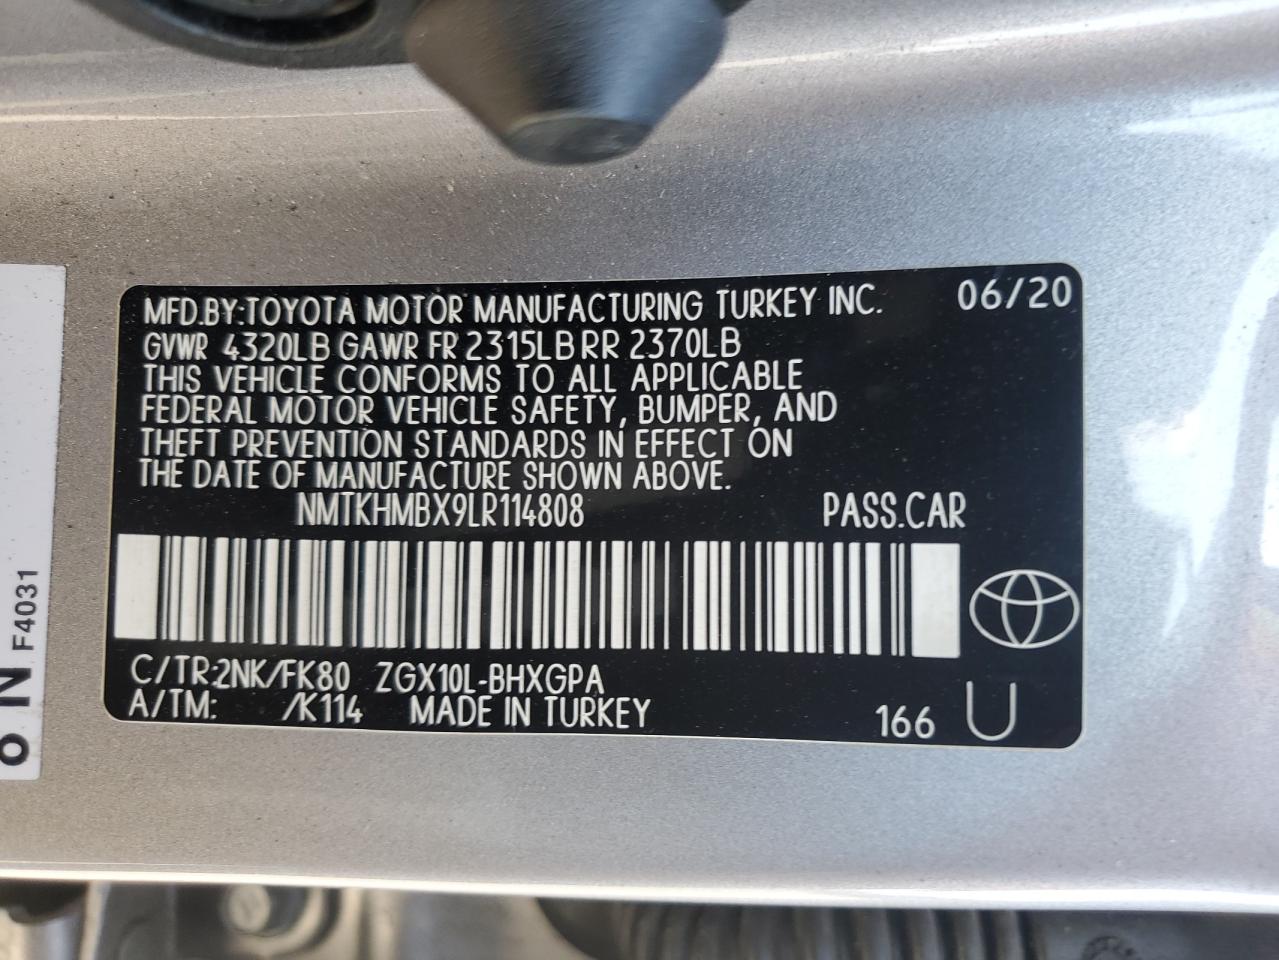 MFD.BY:TOYOTA MOTOR MANUFACTURING TURKEY INC. 06/20
GVWR 4320LB GAWR FR 2315LB RR 2370LB
THIS VEHICLE CONFORMS TO ALL APPLICABLE
FEDERAL MOTOR VEHICLE SAFETY, BUMPER, AND
THEFT PREVENTION STANDARDS IN EFFECT ON
THE DATE OF MANUFACTURE SHOWN ABOVE.
NMTKHMBX9LR114808 PASS.CAR
C/TR:2NK/FK80 ZGX10L-BHXGPA
A/TM: /K114 MADE IN TURKEY 166 U
F4031